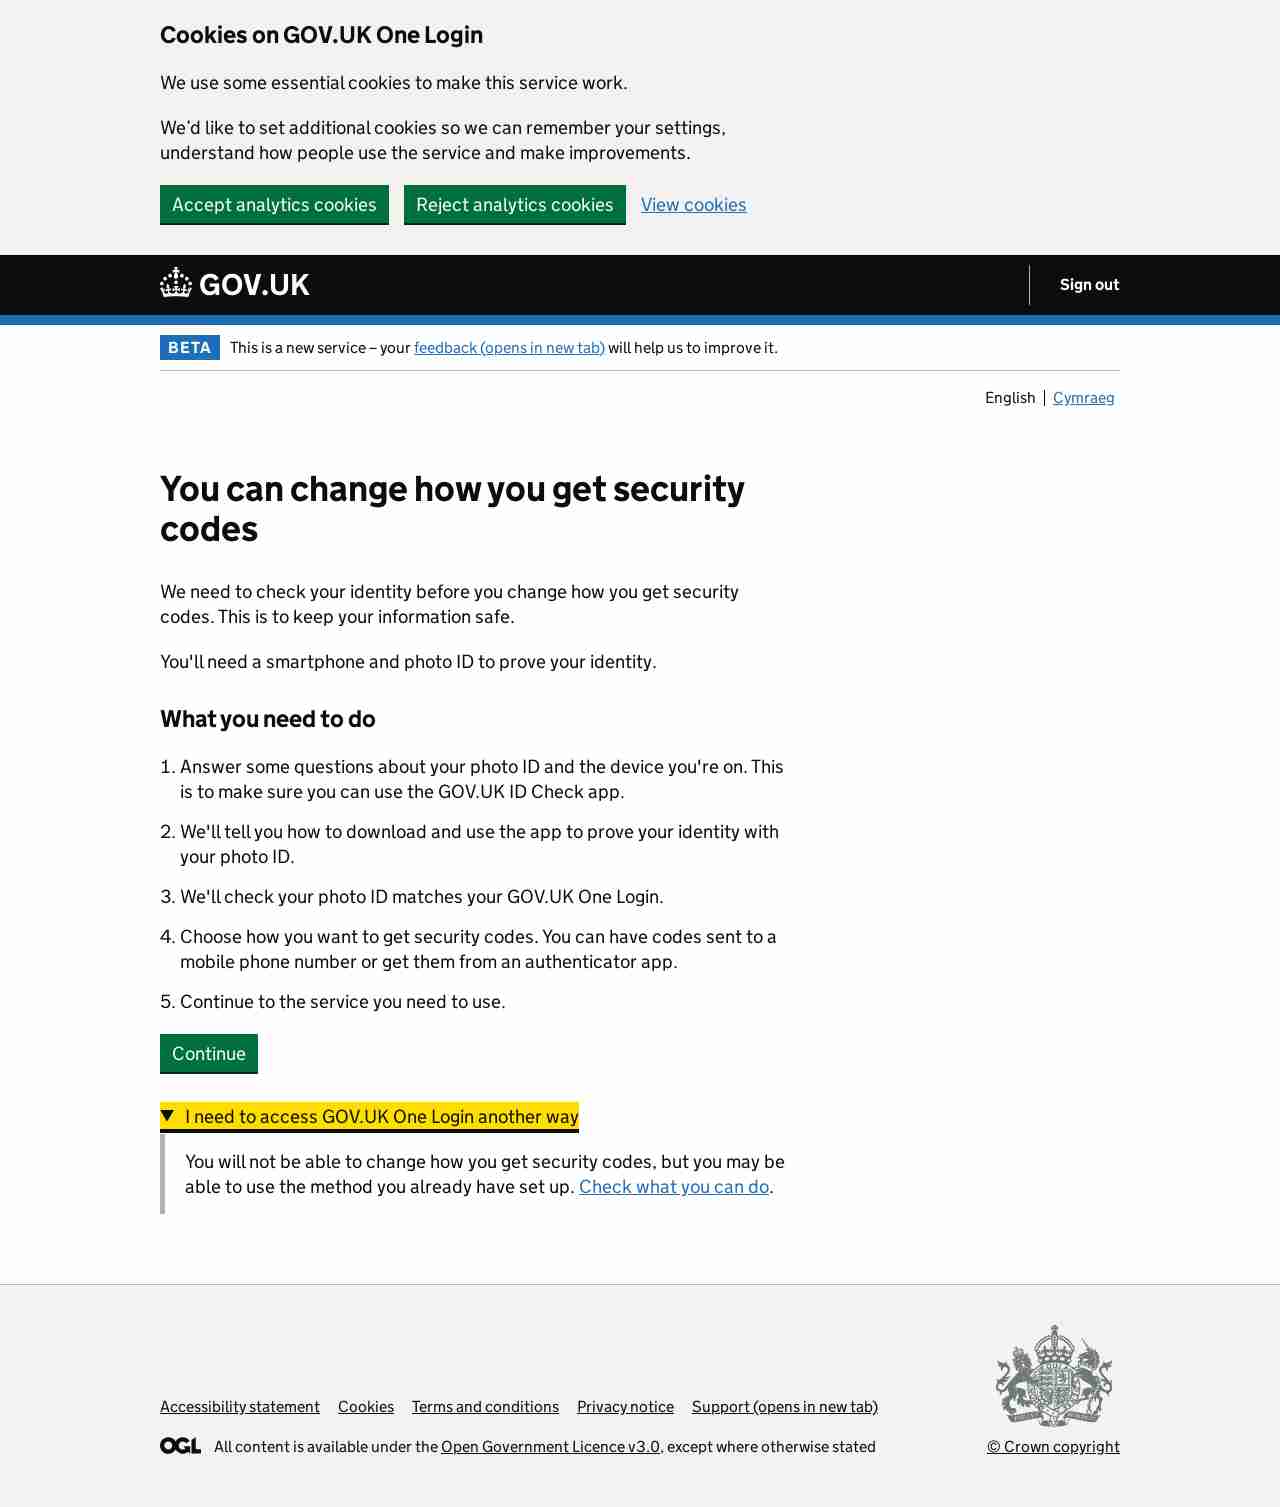 Cookies on GOV.UK One Login
We use some essential cookies to make this service work.
We’d like to set additional cookies so we can remember your settings,
understand how people use the service and make improvements.
Accept analytics cookies Reject analytics cookies View cookies
GOV.UK Sign out
BETA This is a new service – your feedback (opens in new tab) will help us to improve it.
English Cymraeg
You can change how you get security
codes
We need to check your identity before you change how you get security
codes. This is to keep your information safe.
You'll need a smartphone and photo ID to prove your identity.
What you need to do
1. Answer some questions about your photo ID and the device you're on. This
is to make sure you can use the GOV.UK ID Check app.
2. We'll tell you how to download and use the app to prove your identity with
your photo ID.
3. We'll check your photo ID matches your GOV.UK One Login.
4. Choose how you want to get security codes. You can have codes sent to a
mobile phone number or get them from an authenticator app.
5. Continue to the service you need to use.
Continue
I need to access GOV.UK One Login another way
You will not be able to change how you get security codes, but you may be
able to use the method you already have set up. Check what you can do.
Accessibility statement Cookies Terms and conditions Privacy notice Support (opens in new tab)
OGL All content is available under the Open Government Licence v3.0, except where otherwise stated
© Crown copyright